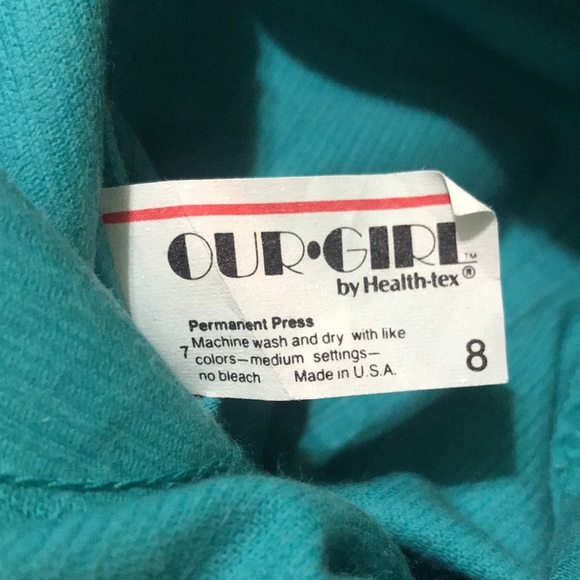 OUR•GIRL™
by Health-tex®
Permanent Press
7 Machine wash and dry with like
colors—medium settings—
no bleach Made in U.S.A. 8